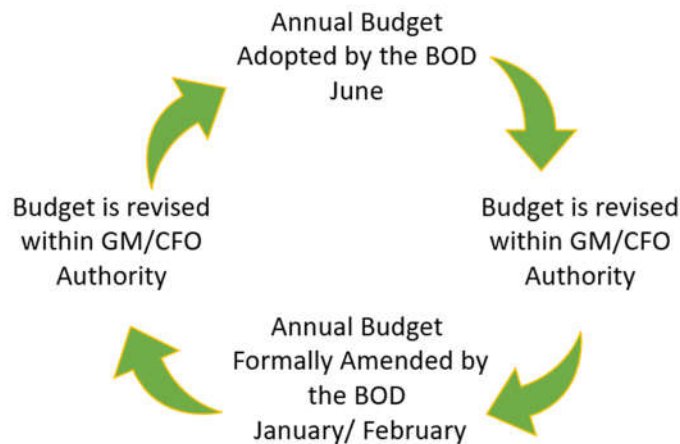 Annual Budget
Adopted by the BOD
June
Budget is revised
within GM/CFO
Authority
Annual Budget
Formally Amended by
the BOD
January/ February
Budget is revised
within GM/CFO
Authority